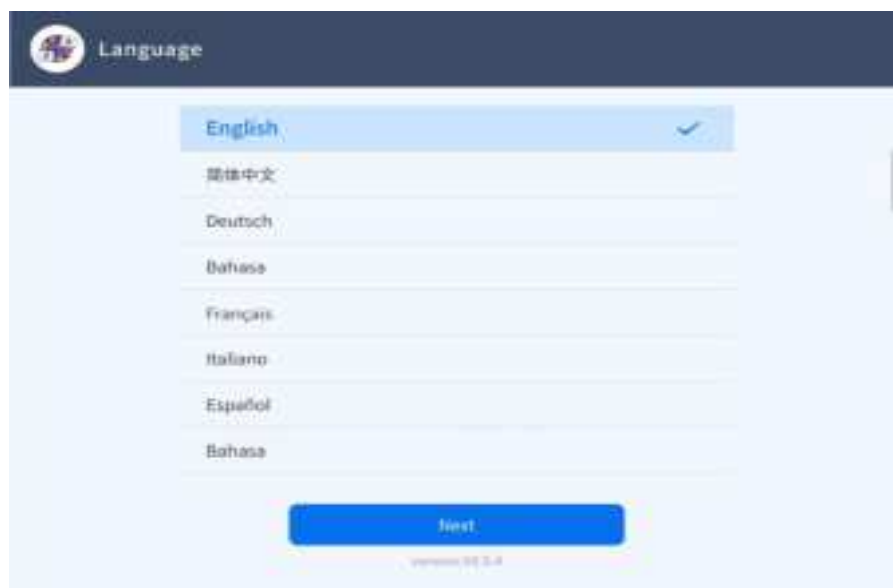 Language
English
简体中文
Deutsch
Bahasa
Français
Italiano
Español
Bahasa
Next